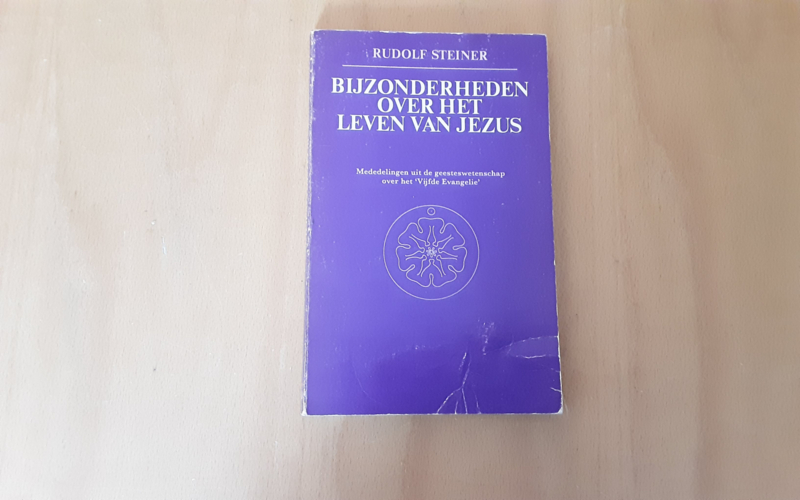 RUDOLF STEINER
BIJZONDERHEDEN
OVER HET
LEVEN VAN JEZUS
Mededelingen uit de geesteswetenschap
over het 'Vijfde Evangelie'